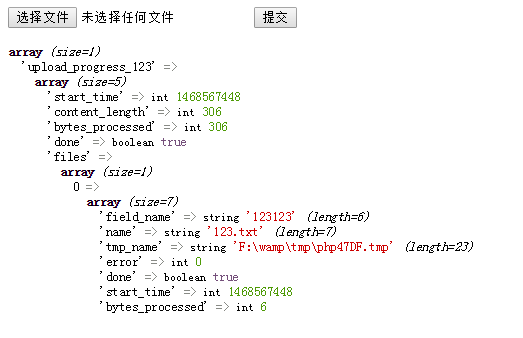 选择文件 未选择任何文件 提交
array (size=1)
'upload_progress_123' =>
array (size=5)
'start_time' => int 1468567448
'content_length' => int 306
'bytes_processed' => int 306
'done' => boolean true
'files' =>
array (size=1)
0 =>
array (size=7)
'field_name' => string '123123' (length=6)
'name' => string '123.txt' (length=7)
'tmp_name' => string 'F:\wamp\tmp\php47DF.tmp' (length=23)
'error' => int 0
'done' => boolean true
'start_time' => int 1468567448
'bytes_processed' => int 6